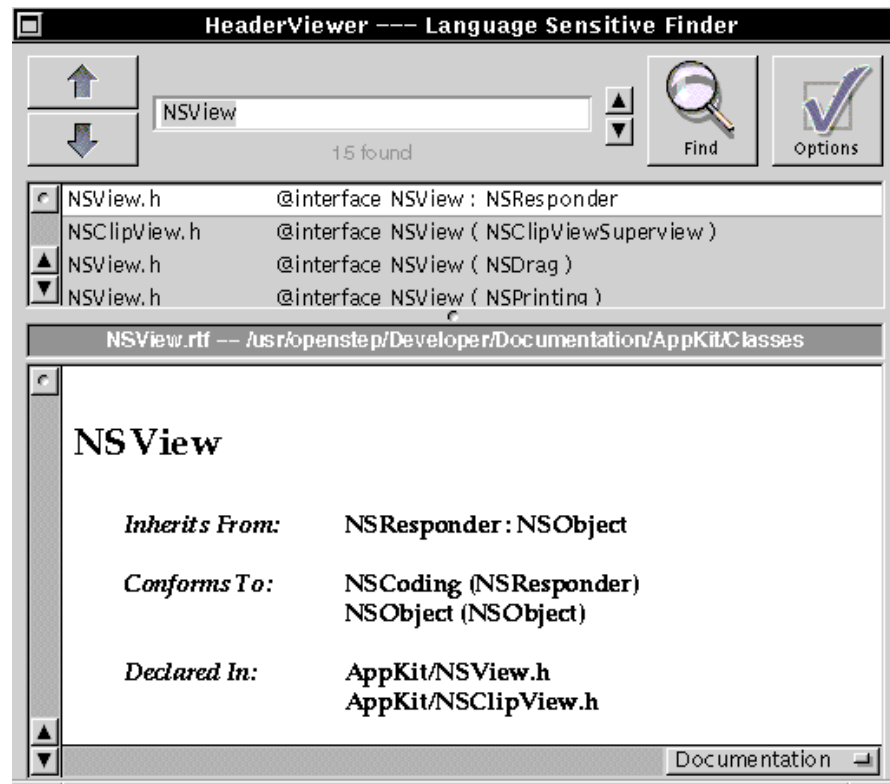 HeaderViewer --- Language Sensitive Finder
NSView
15 found
Find
Options
NSView.h @interface NSView : NSResponder
NSClipView.h @interface NSView ( NSClipViewSuperview )
NSView.h @interface NSView ( NSDrag )
NSView.h @interface NSView ( NSPrinting )
NSView.rtf -- /usr/openstep/Developer/Documentation/AppKit/Classes
NSView
Inherits From: NSResponder : NSObject
Conforms To: NSCoding (NSResponder)
NSObject (NSObject)
Declared In: AppKit/NSView.h
AppKit/NSClipView.h
Documentation